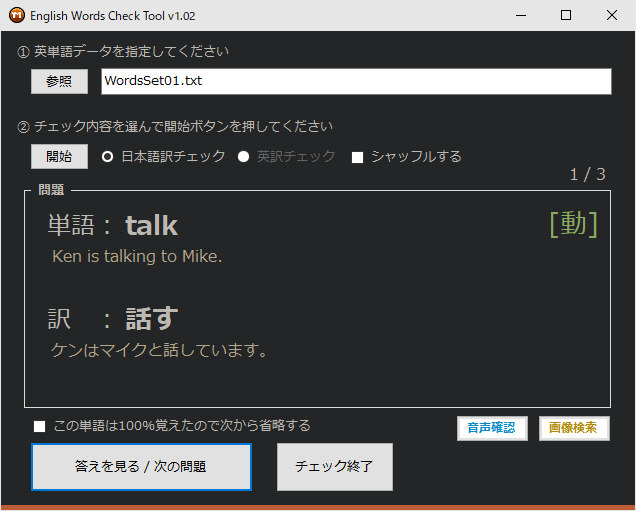 English Words Check Tool v1.02
① 英単語データを指定してください
参照 WordsSet01.txt
② チェック内容を選んで開始ボタンを押してください
開始 日本語訳チェック 英訳チェック シャッフルする
1 / 3
問題
単語： talk [動]
Ken is talking to Mike.
訳 ： 話す
ケンはマイクと話しています。
この単語は100%覚えたので次から省略する 音声確認 画像検索
答えを見る / 次の問題 チェック終了